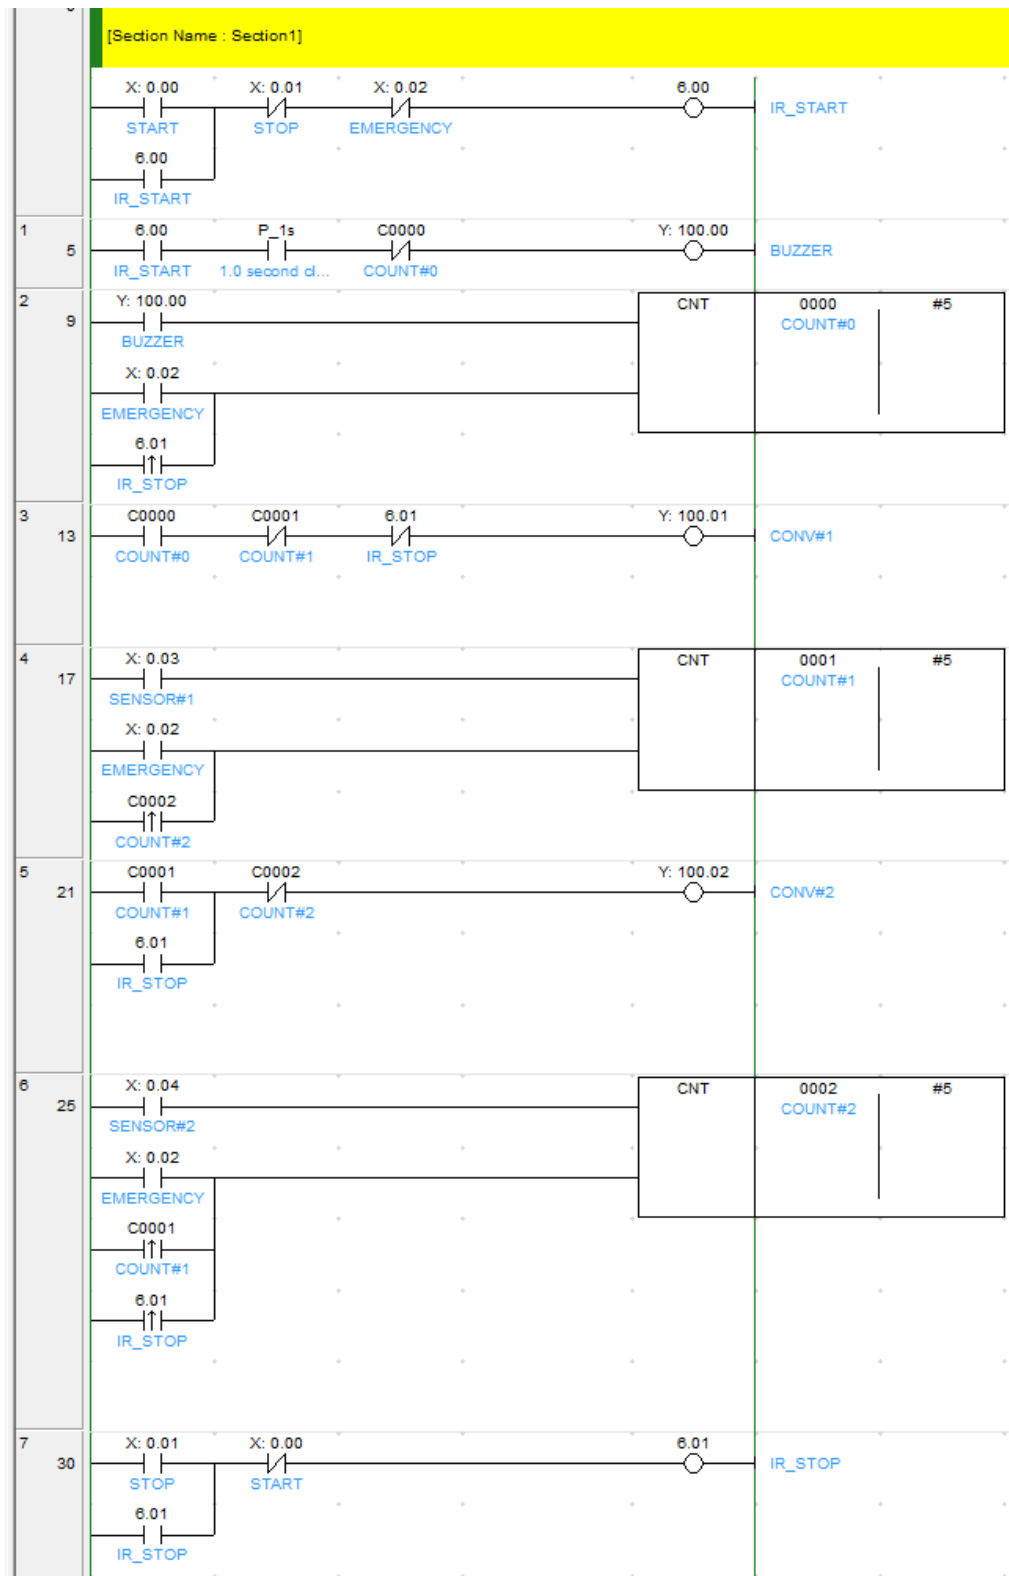 [Section Name : Section1]
X: 0.00 X: 0.01 X: 0.02 6.00
IR_START
START STOP EMERGENCY
6.00
IR_START
1 6.00 P_1s C0000 Y: 100.00
5 BUZZER
IR_START 1.0 second cl... COUNT#0
2 Y: 100.00 CNT 0000 #5
9 COUNT#0
BUZZER
X: 0.02
EMERGENCY
6.01
IR_STOP
3 C0000 C0001 6.01 Y: 100.01
13 CONV#1
COUNT#0 COUNT#1 IR_STOP
4 X: 0.03 CNT 0001 #5
17 COUNT#1
SENSOR#1
X: 0.02
EMERGENCY
C0002
COUNT#2
5 C0001 C0002 Y: 100.02
21 CONV#2
COUNT#1 COUNT#2
6.01
IR_STOP
6 X: 0.04 CNT 0002 #5
25 COUNT#2
SENSOR#2
X: 0.02
EMERGENCY
C0001
COUNT#1
6.01
IR_STOP
7 X: 0.01 X: 0.00 6.01
30 IR_STOP
STOP START
6.01
IR_STOP